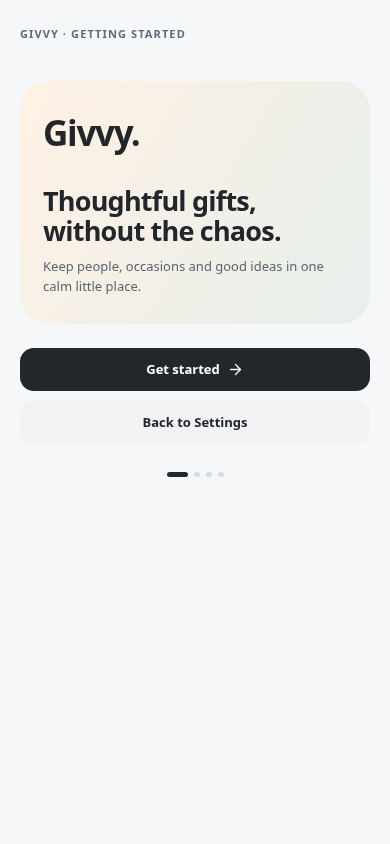 GIVVY · GETTING STARTED
Givvy.
Thoughtful gifts,
without the chaos.
Keep people, occasions and good ideas in one
calm little place.
Get started →
Back to Settings